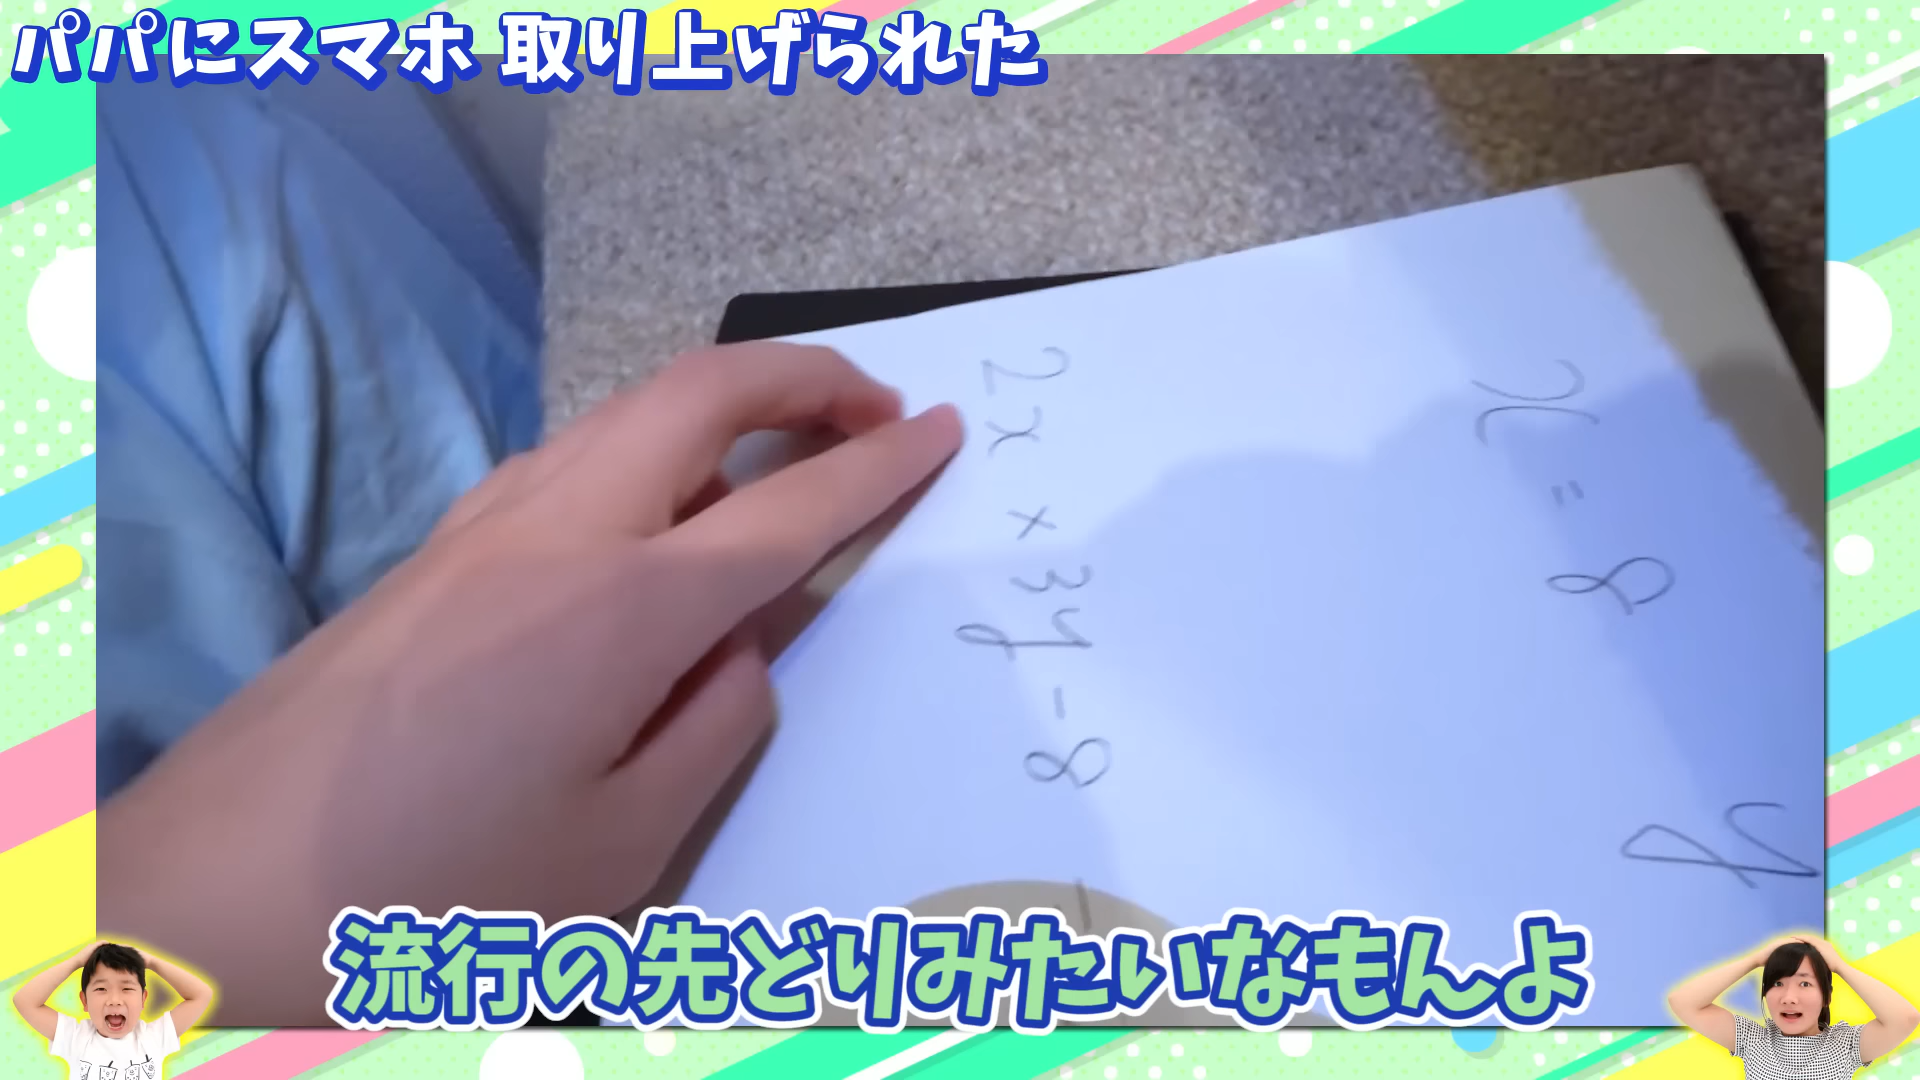 パパにスマホ 取り上げられた
x = 8
y
2x × 3y - 8
流行の先どりみたいなもんよ